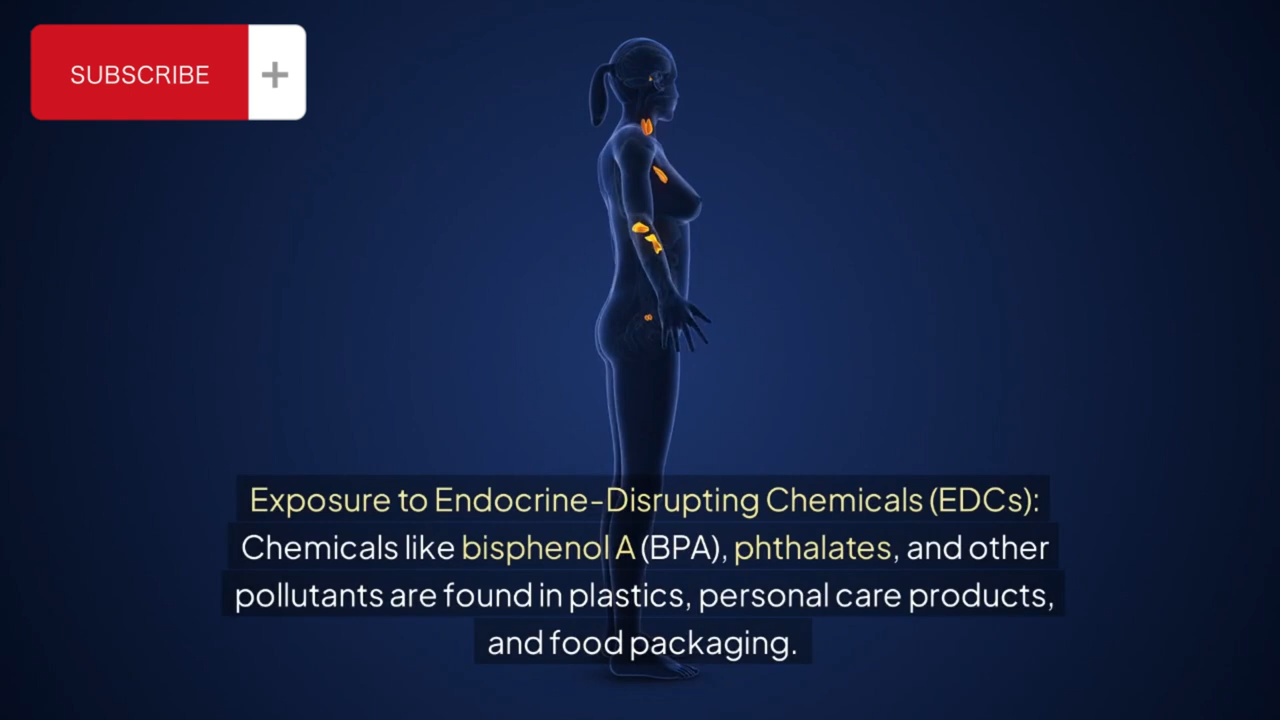 SUBSCRIBE +
Exposure to Endocrine-Disrupting Chemicals (EDCs):
Chemicals like bisphenol A (BPA), phthalates, and other
pollutants are found in plastics, personal care products,
and food packaging.